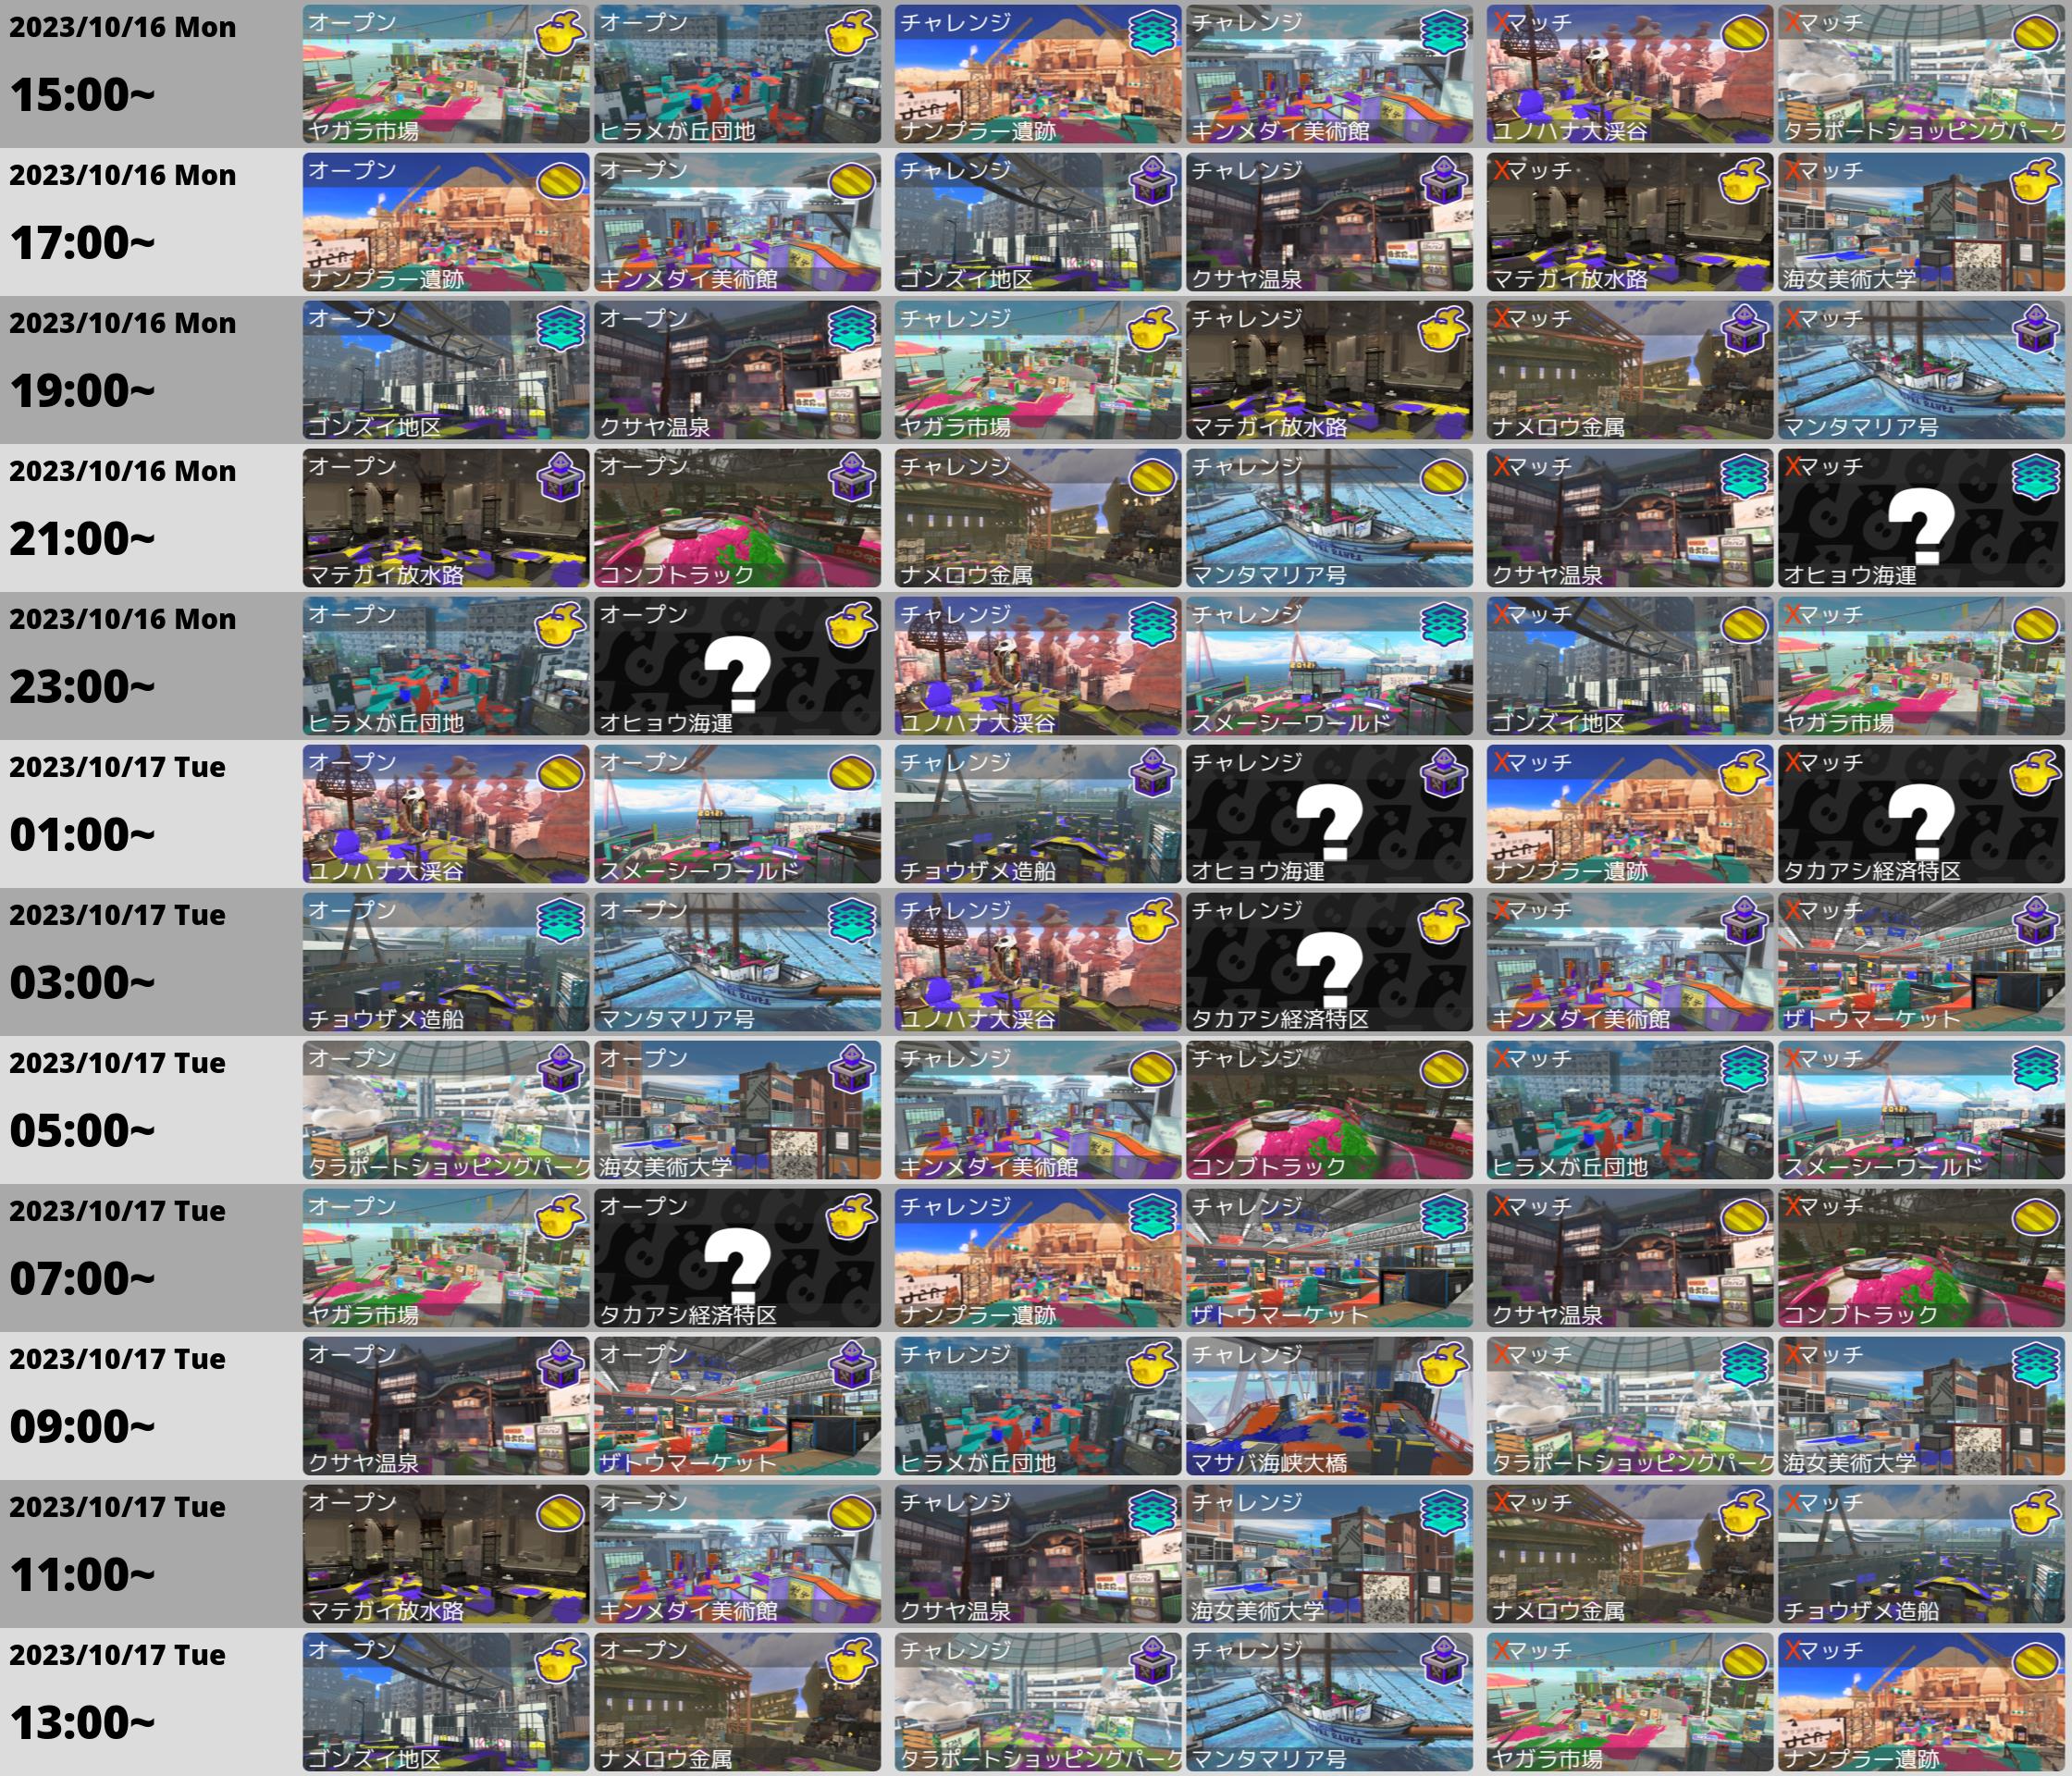 2023/10/16 Mon
15:00~
オープン
ヤガラ市場
オープン
ヒラメが丘団地
チャレンジ
ナンプラー遺跡
チャレンジ
キンメダイ美術館
Xマッチ
ユノハナ大渓谷
Xマッチ
タラポートショッピングパーク
2023/10/16 Mon
17:00~
オープン
ナンプラー遺跡
オープン
キンメダイ美術館
チャレンジ
ゴンズイ地区
チャレンジ
クサヤ温泉
Xマッチ
マテガイ放水路
Xマッチ
海女美術大学
2023/10/16 Mon
19:00~
オープン
ゴンズイ地区
オープン
クサヤ温泉
チャレンジ
ヤガラ市場
チャレンジ
マテガイ放水路
Xマッチ
ナメロウ金属
Xマッチ
マンタマリア号
2023/10/16 Mon
21:00~
オープン
マテガイ放水路
オープン
コンブトラック
チャレンジ
ナメロウ金属
チャレンジ
マンタマリア号
Xマッチ
クサヤ温泉
Xマッチ
?
オヒョウ海運
2023/10/16 Mon
23:00~
オープン
ヒラメが丘団地
オープン
?
オヒョウ海運
チャレンジ
ユノハナ大渓谷
チャレンジ
スメーシーワールド
Xマッチ
ゴンズイ地区
Xマッチ
ヤガラ市場
2023/10/17 Tue
01:00~
オープン
ユノハナ大渓谷
オープン
スメーシーワールド
チャレンジ
チョウザメ造船
チャレンジ
?
オヒョウ海運
Xマッチ
ナンプラー遺跡
Xマッチ
?
タカアシ経済特区
2023/10/17 Tue
03:00~
オープン
チョウザメ造船
オープン
マンタマリア号
チャレンジ
ユノハナ大渓谷
チャレンジ
?
タカアシ経済特区
Xマッチ
キンメダイ美術館
Xマッチ
ザトウマーケット
2023/10/17 Tue
05:00~
オープン
タラポートショッピングパーク
オープン
海女美術大学
チャレンジ
キンメダイ美術館
チャレンジ
コンブトラック
Xマッチ
ヒラメが丘団地
Xマッチ
スメーシーワールド
2023/10/17 Tue
07:00~
オープン
ヤガラ市場
オープン
?
タカアシ経済特区
チャレンジ
ナンプラー遺跡
チャレンジ
ザトウマーケット
Xマッチ
クサヤ温泉
Xマッチ
コンブトラック
2023/10/17 Tue
09:00~
オープン
クサヤ温泉
オープン
ザトウマーケット
チャレンジ
ヒラメが丘団地
チャレンジ
マサバ海峡大橋
Xマッチ
タラポートショッピングパーク
Xマッチ
海女美術大学
2023/10/17 Tue
11:00~
オープン
マテガイ放水路
オープン
キンメダイ美術館
チャレンジ
クサヤ温泉
チャレンジ
海女美術大学
Xマッチ
ナメロウ金属
Xマッチ
チョウザメ造船
2023/10/17 Tue
13:00~
オープン
ゴンズイ地区
オープン
ナメロウ金属
チャレンジ
タラポートショッピングパーク
チャレンジ
マンタマリア号
Xマッチ
ヤガラ市場
Xマッチ
ナンプラー遺跡